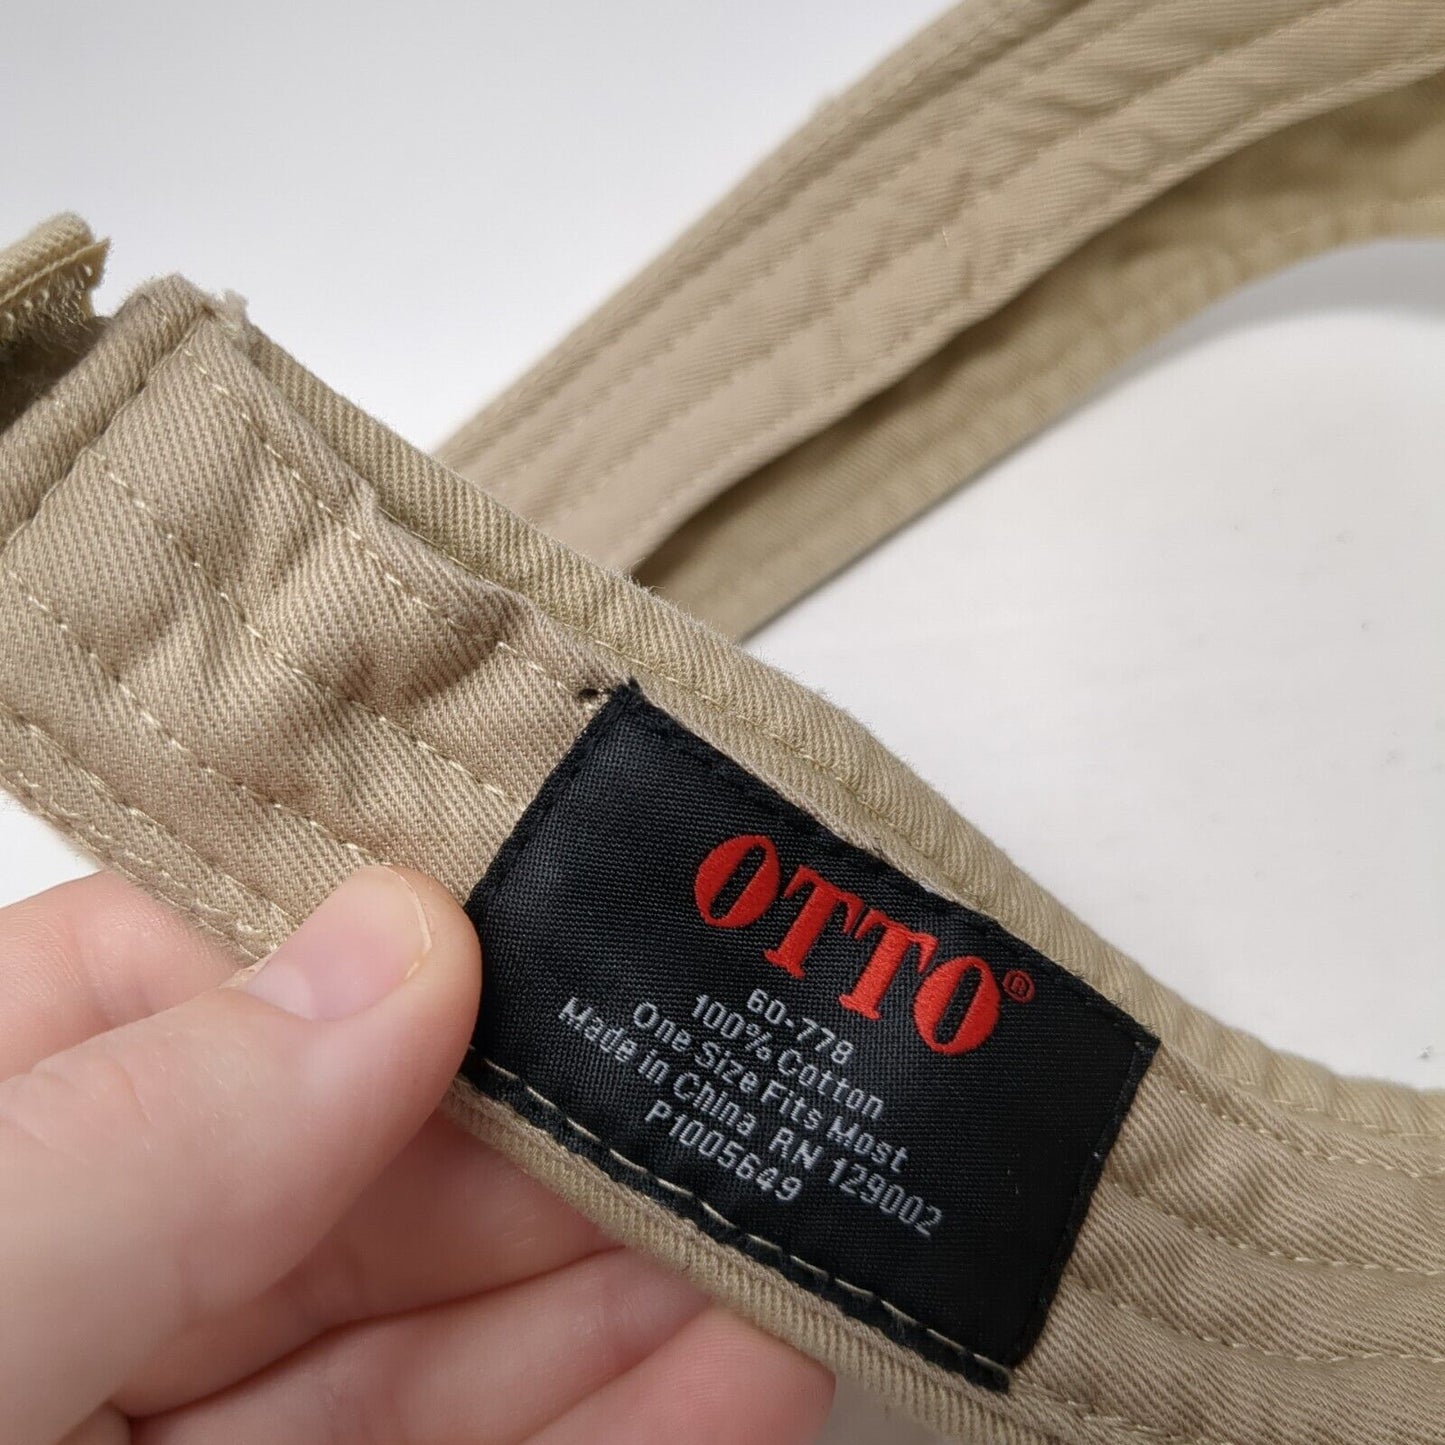 OTTO®
60-778
100% Cotton
One Size Fits Most
Made in China RN 129002
P1005649